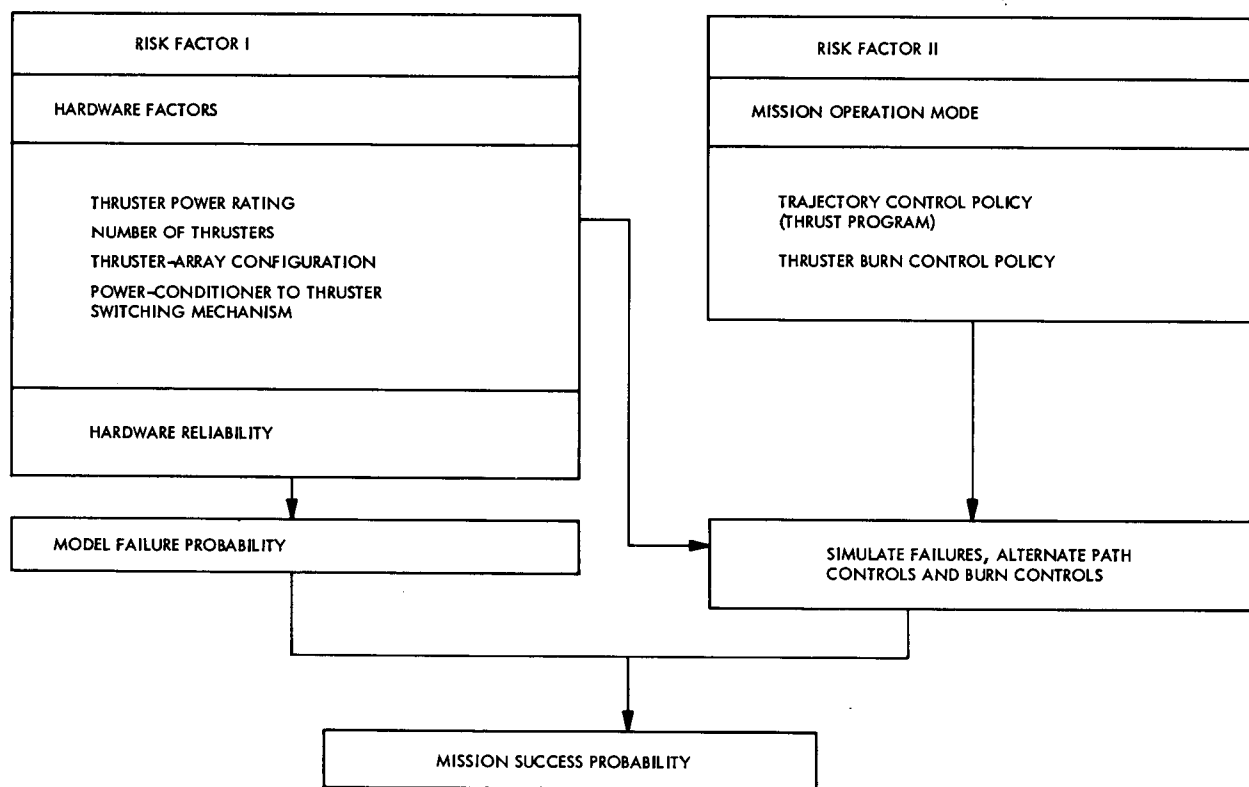 RISK FACTOR I
HARDWARE FACTORS
THRUSTER POWER RATING
NUMBER OF THRUSTERS
THRUSTER-ARRAY CONFIGURATION
POWER-CONDITIONER TO THRUSTER
SWITCHING MECHANISM
HARDWARE RELIABILITY
MODEL FAILURE PROBABILITY
RISK FACTOR II
MISSION OPERATION MODE
TRAJECTORY CONTROL POLICY
(THRUST PROGRAM)
THRUSTER BURN CONTROL POLICY
SIMULATE FAILURES, ALTERNATE PATH
CONTROLS AND BURN CONTROLS
MISSION SUCCESS PROBABILITY